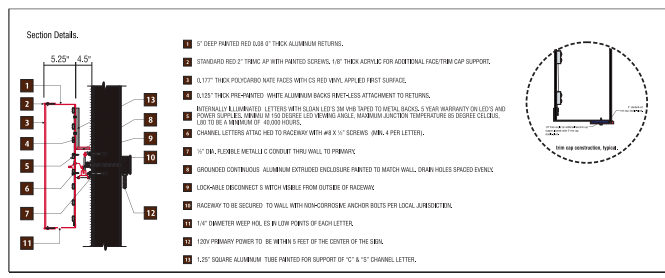 Section Details.
5.25" 4.5"
1 5" DEEP PAINTED RED 0.08 0" THICK ALUMINUM RETURNS.
2 STANDARD RED 2" TRIMC AP WITH PAINTED SCREWS. 1/8" THICK ACRYLIC FOR ADDITIONAL FACE/TRIM CAP SUPPORT.
3 0.177" THICK POLYCARBO NATE FACES WITH CS RED VINYL APPLIED FIRST SURFACE.
4 0.125" THICK PRE-PAINTED WHITE ALUMINUM BACKS RIVET-LESS ATTACHMENT TO RETURNS.
5 INTERNALLY ILLUMINATED LETTERS WITH SLOAN LED'S 3M VHB TAPED TO METAL BACKS. 5 YEAR WARRANTY ON LED'S AND
POWER SUPPLIES. MINIMU M 150 DEGREE LED VIEWING ANGLE, MAXIMUM JUNCTION TEMPERATURE 85 DEGREE CELCIUS,
L80 TO BE A MINIMUM OF 40,000 HOURS.
6 CHANNEL LETTERS ATTAC HED TO RACEWAY WITH #8 X ½" SCREWS (MIN. 4 PER LETTER).
7 ½" DIA. FLEXIBLE METALLI C CONDUIT THRU WALL TO PRIMARY.
8 GROUNDED CONTINUOUS ALUMINUM EXTRUDED ENCLOSURE PAINTED TO MATCH WALL. DRAIN HOLES SPACED EVENLY.
9 LOCK-ABLE DISCONNECT S WITCH VISIBLE FROM OUTSIDE OF RACEWAY.
10 RACEWAY TO BE SECURED TO WALL WITH NON-CORROSIVE ANCHOR BOLTS PER LOCAL JURISDICTION.
11 1/4" DIAMETER WEEP HOL ES IN LOW POINTS OF EACH LETTER.
12 120V PRIMARY POWER TO BE WITHIN 5 FEET OF THE CENTER OF THE SIGN.
13 1.25" SQUARE ALUMINUM TUBE PAINTED FOR SUPPORT OF "C" & "S" CHANNEL LETTER.
1
2
3
4
5
6
7
11
13
8
9
10
12
trim cap construction, typical.